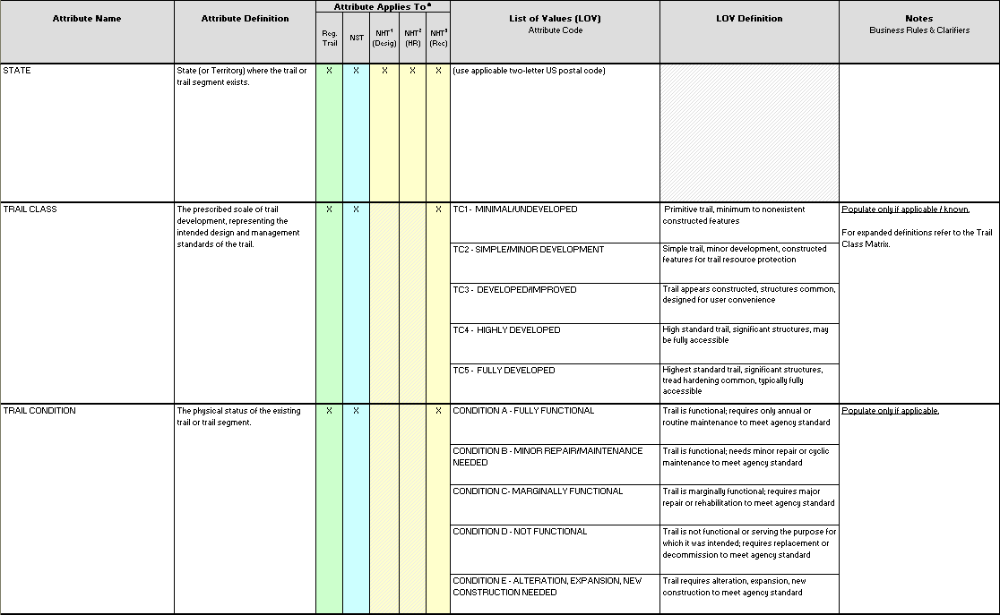 Attribute Name
Attribute Definition
Attribute Applies To*
Reg.
Trail
NST
NHT¹
(Desig)
NHT²
(HR)
NHT³
(Rec)
List of Values (LOV)
Attribute Code
LOV Definition
Notes
Business Rules & Clarifiers
STATE
State (or Territory) where the trail or
trail segment exists.
X
X
X
X
X
(use applicable two-letter US postal code)
TRAIL CLASS
The prescribed scale of trail
development, representing the
intended design and management
standards of the trail.
X
X
X
TC1- MINIMAL/UNDEVELOPED
Primitive trail, minimum to nonexistent
constructed features
Populate only if applicable / known.
For expanded definitions refer to the Trail
Class Matrix.
TC2 - SIMPLE/MINOR DEVELOPMENT
Simple trail, minor development, constructed
features for trail resource protection
TC3 - DEVELOPED/IMPROVED
Trail appears constructed, structures common,
designed for user convenience
TC4 - HIGHLY DEVELOPED
High standard trail, significant structures, may
be fully accessible
TC5 - FULLY DEVELOPED
Highest standard trail, significant structures,
tread hardening common, typically fully
accessible
TRAIL CONDITION
The physical status of the existing
trail or trail segment.
X
X
X
CONDITION A - FULLY FUNCTIONAL
Trail is functional; requires only annual or
routine maintenance to meet agency standard
Populate only if applicable.
CONDITION B - MINOR REPAIR/MAINTENANCE
NEEDED
Trail is functional; needs minor repair or cyclic
maintenance to meet agency standard
CONDITION C- MARGINALLY FUNCTIONAL
Trail is marginally functional; requires major
repair or rehabilitation to meet agency standard
CONDITION D - NOT FUNCTIONAL
Trail is not functional or serving the purpose for
which it was intended; requires replacement or
decommission to meet agency standard
CONDITION E - ALTERATION, EXPANSION, NEW
CONSTRUCTION NEEDED
Trail requires alteration, expansion, new
construction to meet agency standard